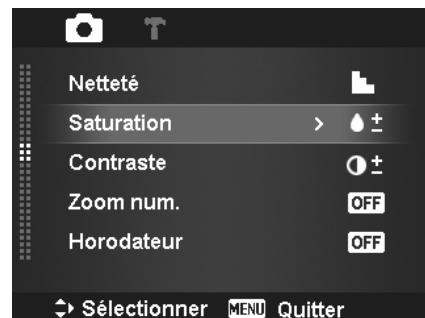 Netteté
Saturation
Contraste
Zoom num. OFF
Horodateur OFF
Sélectionner MENU Quitter